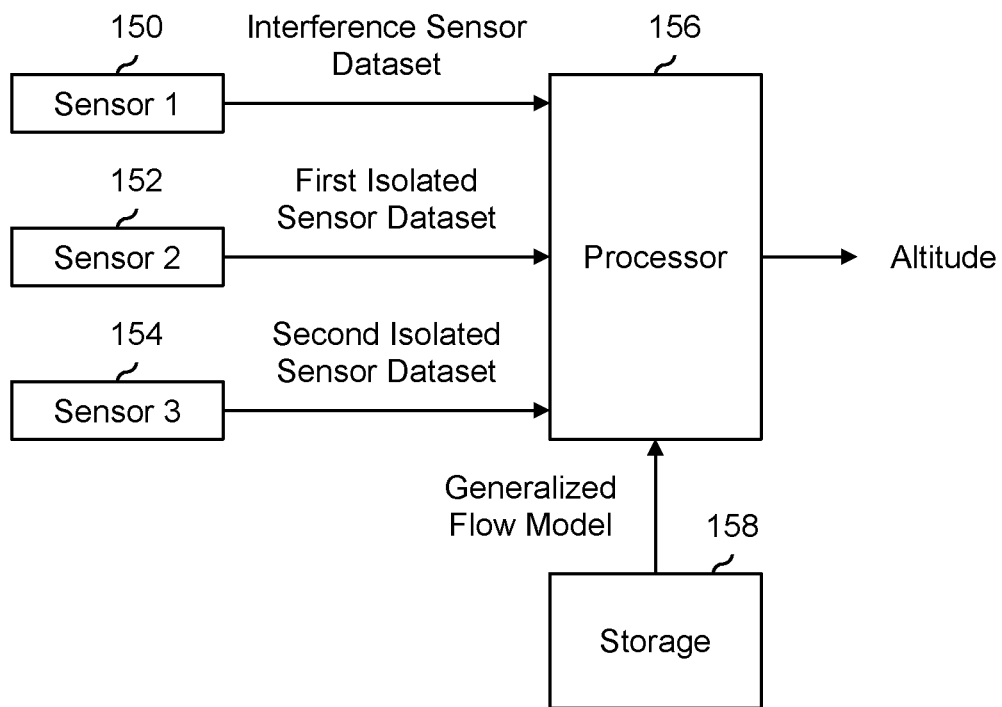 150
Interference Sensor
Dataset
156
Sensor 1
152
First Isolated
Sensor Dataset
Sensor 2
Processor
Altitude
154
Second Isolated
Sensor Dataset
Sensor 3
Generalized
Flow Model
158
Storage